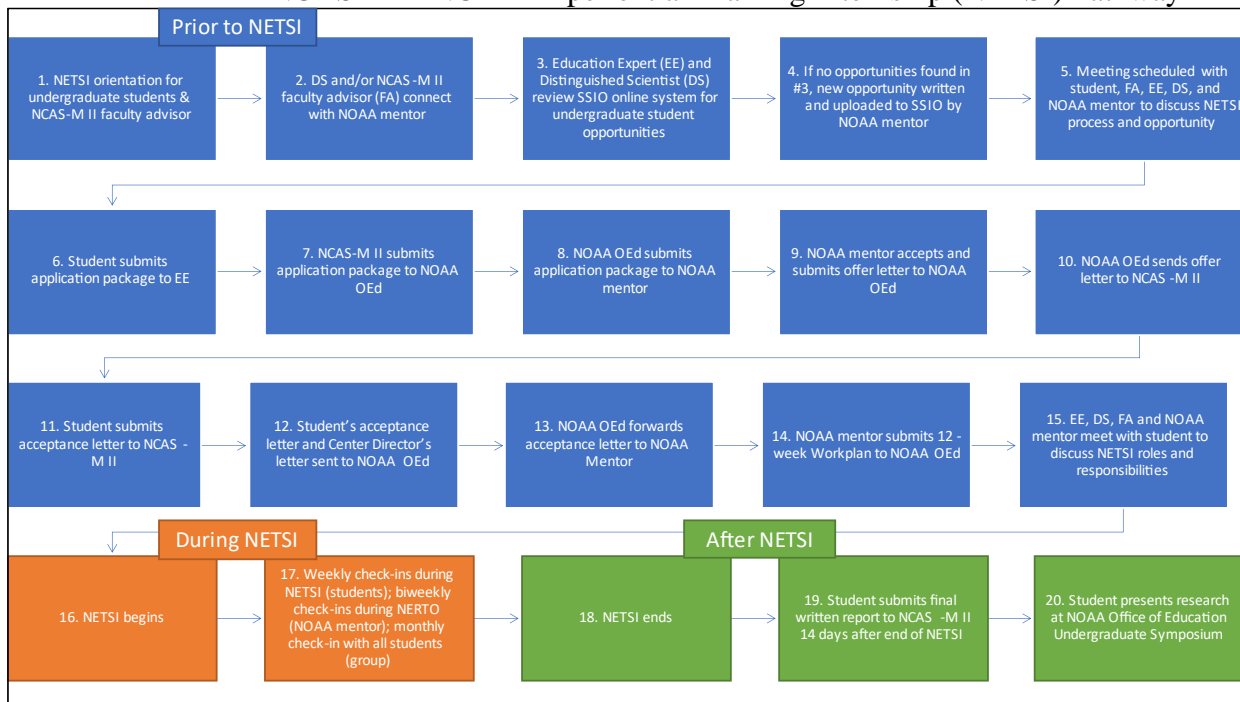 Prior to NETSI
1. NETSI orientation for
undergraduate students &
NCAS-M II faculty advisor
2. DS and/or NCAS -M II
faculty advisor (FA) connect
with NOAA mentor
3. Education Expert (EE) and
Distinguished Scientist (DS)
review SSIO online system for
undergraduate student
opportunities
4. If no opportunities found in
#3, new opportunity written
and uploaded to SSIO by
NOAA mentor
5. Meeting scheduled with
student, FA, EE, DS, and
NOAA mentor to discuss NETSI
process and opportunity
6. Student submits
application package to EE
7. NCAS-M II submits
application package to NOAA
OEd
8. NOAA OEd submits
application package to NOAA
mentor
9. NOAA mentor accepts and
submits offer letter to NOAA
OEd
10. NOAA OEd sends offer
letter to NCAS -M II
11. Student submits
acceptance letter to NCAS -
M II
12. Student's acceptance
letter and Center Director's
letter sent to NOAA OEd
13. NOAA OEd forwards
acceptance letter to NOAA
Mentor
14. NOAA mentor submits 12 -
week Workplan to NOAA OEd
15. EE, DS, FA and NOAA
mentor meet with student to
discuss NETSI roles and
responsibilities
During NETSI
After NETSI
16. NETSI begins
17. Weekly check-ins during
NETSI (students); biweekly
check-ins during NERTO
(NOAA mentor); monthly
check-in with all students
(group)
18. NETSI ends
19. Student submits final
written report to NCAS -M II
14 days after end of NETSI
20. Student presents research
at NOAA Office of Education
Undergraduate Symposium